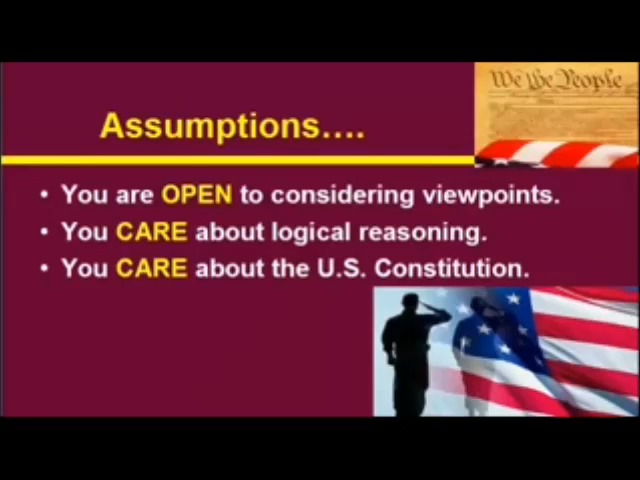 We the People
Assumptions….
• You are OPEN to considering viewpoints.
• You CARE about logical reasoning.
• You CARE about the U.S. Constitution.